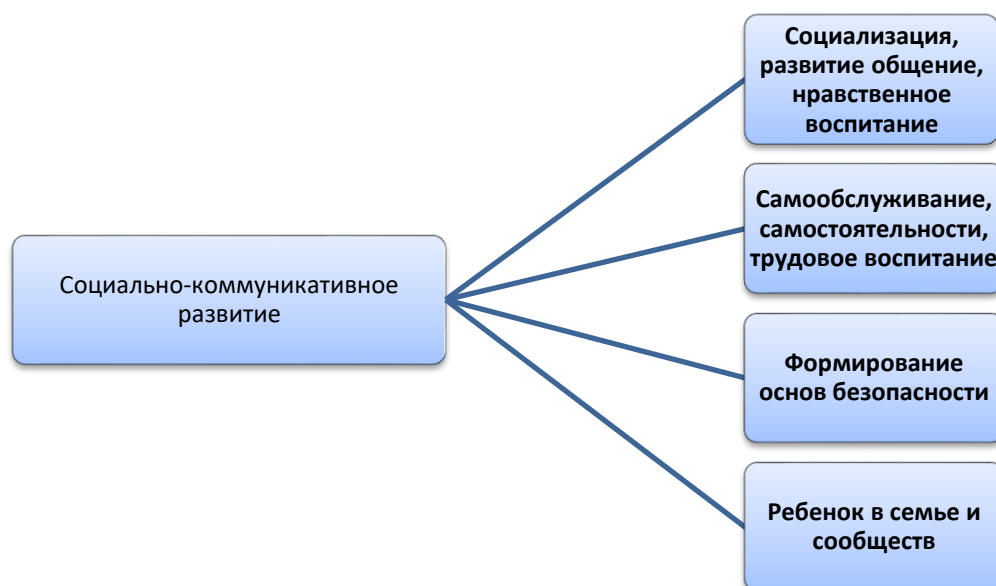 Социально-коммуникативное
развитие
Социализация,
развитие общение,
нравственное
воспитание
Самообслуживание,
самостоятельности,
трудовое воспитание
Формирование
основ безопасности
Ребенок в семье и
сообществ